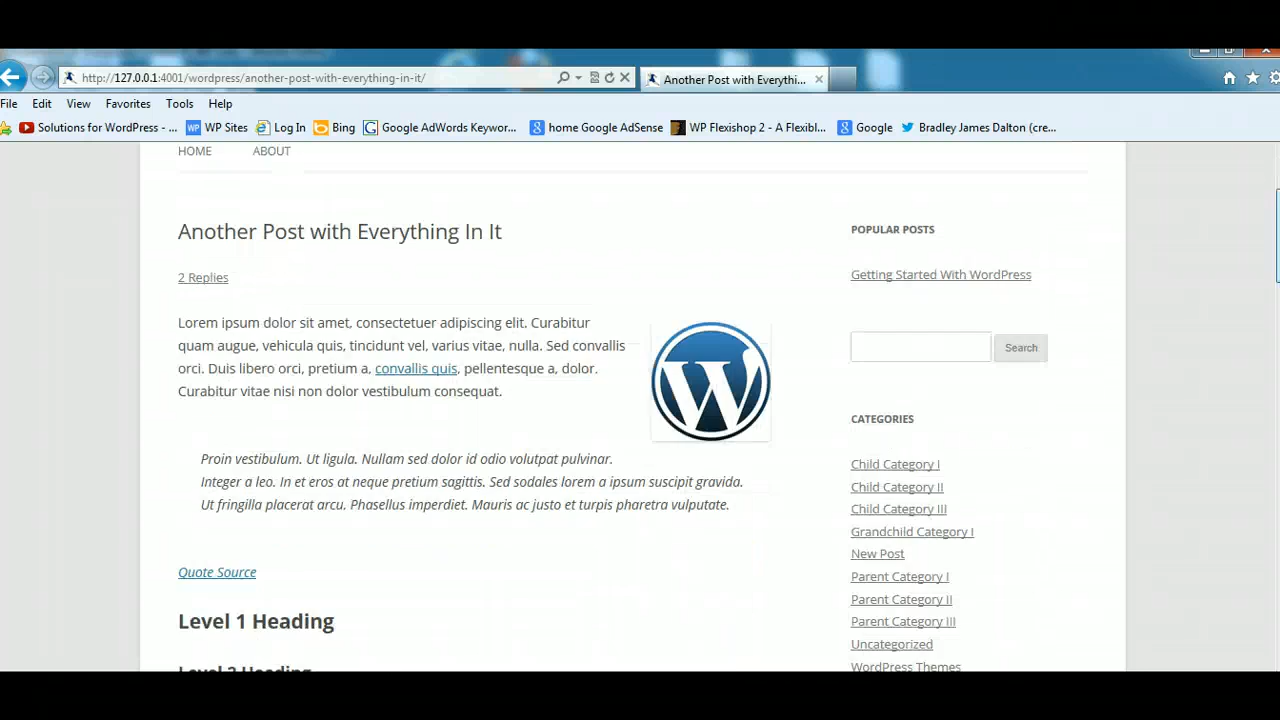 http://127.0.0.1:4001/wordpress/another-post-with-everything-in-it/
Another Post with Everythi...
File Edit View Favorites Tools Help
Solutions for WordPress - ... WP Sites Log In Bing Google AdWords Keywor... home Google AdSense WP Flexishop 2 - A Flexibl... Google Bradley James Dalton (cre...
HOME ABOUT
Another Post with Everything In It
2 Replies
Lorem ipsum dolor sit amet, consectetuer adipiscing elit. Curabitur
quam augue, vehicula quis, tincidunt vel, varius vitae, nulla. Sed convallis
orci. Duis libero orci, pretium a, convallis quis, pellentesque a, dolor.
Curabitur vitae nisi non dolor vestibulum consequat.
Proin vestibulum. Ut ligula. Nullam sed dolor id odio volutpat pulvinar.
Integer a leo. In et eros at neque pretium sagittis. Sed sodales lorem a ipsum suscipit gravida.
Ut fringilla placerat arcu. Phasellus imperdiet. Mauris ac justo et turpis pharetra vulputate.
Quote Source
Level 1 Heading
Level 2 Heading
POPULAR POSTS
Getting Started With WordPress
Search
CATEGORIES
Child Category I
Child Category II
Child Category III
Grandchild Category I
New Post
Parent Category I
Parent Category II
Parent Category III
Uncategorized
WordPress Themes